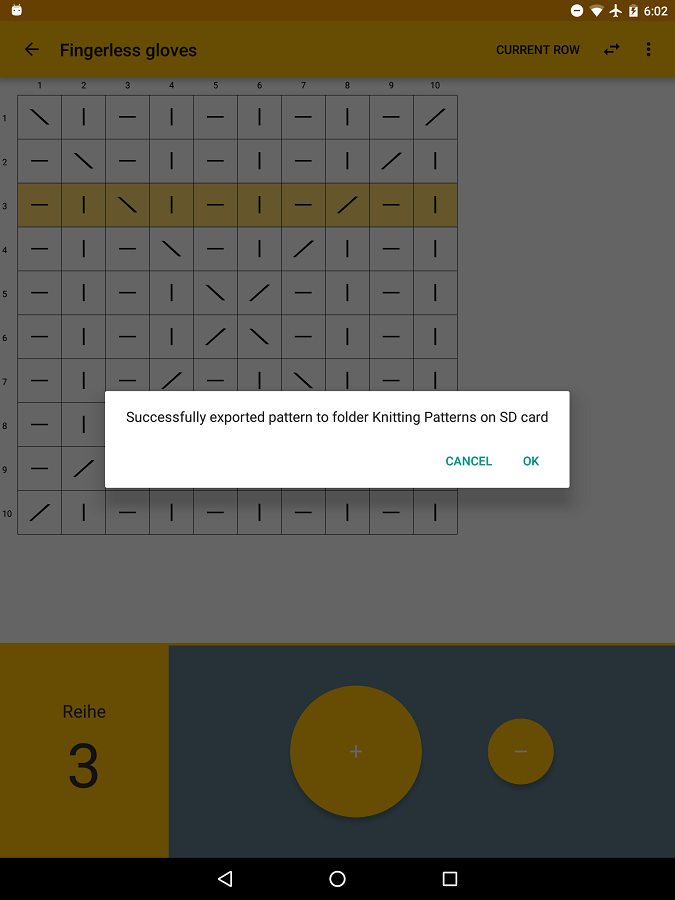 6:02
Fingerless gloves CURRENT ROW
1 2 3 4 5 6 7 8 9 10
1
2
3
4
5
6
7
8
9
10
Successfully exported pattern to folder Knitting Patterns on SD card
CANCEL OK
Reihe
3
+ −